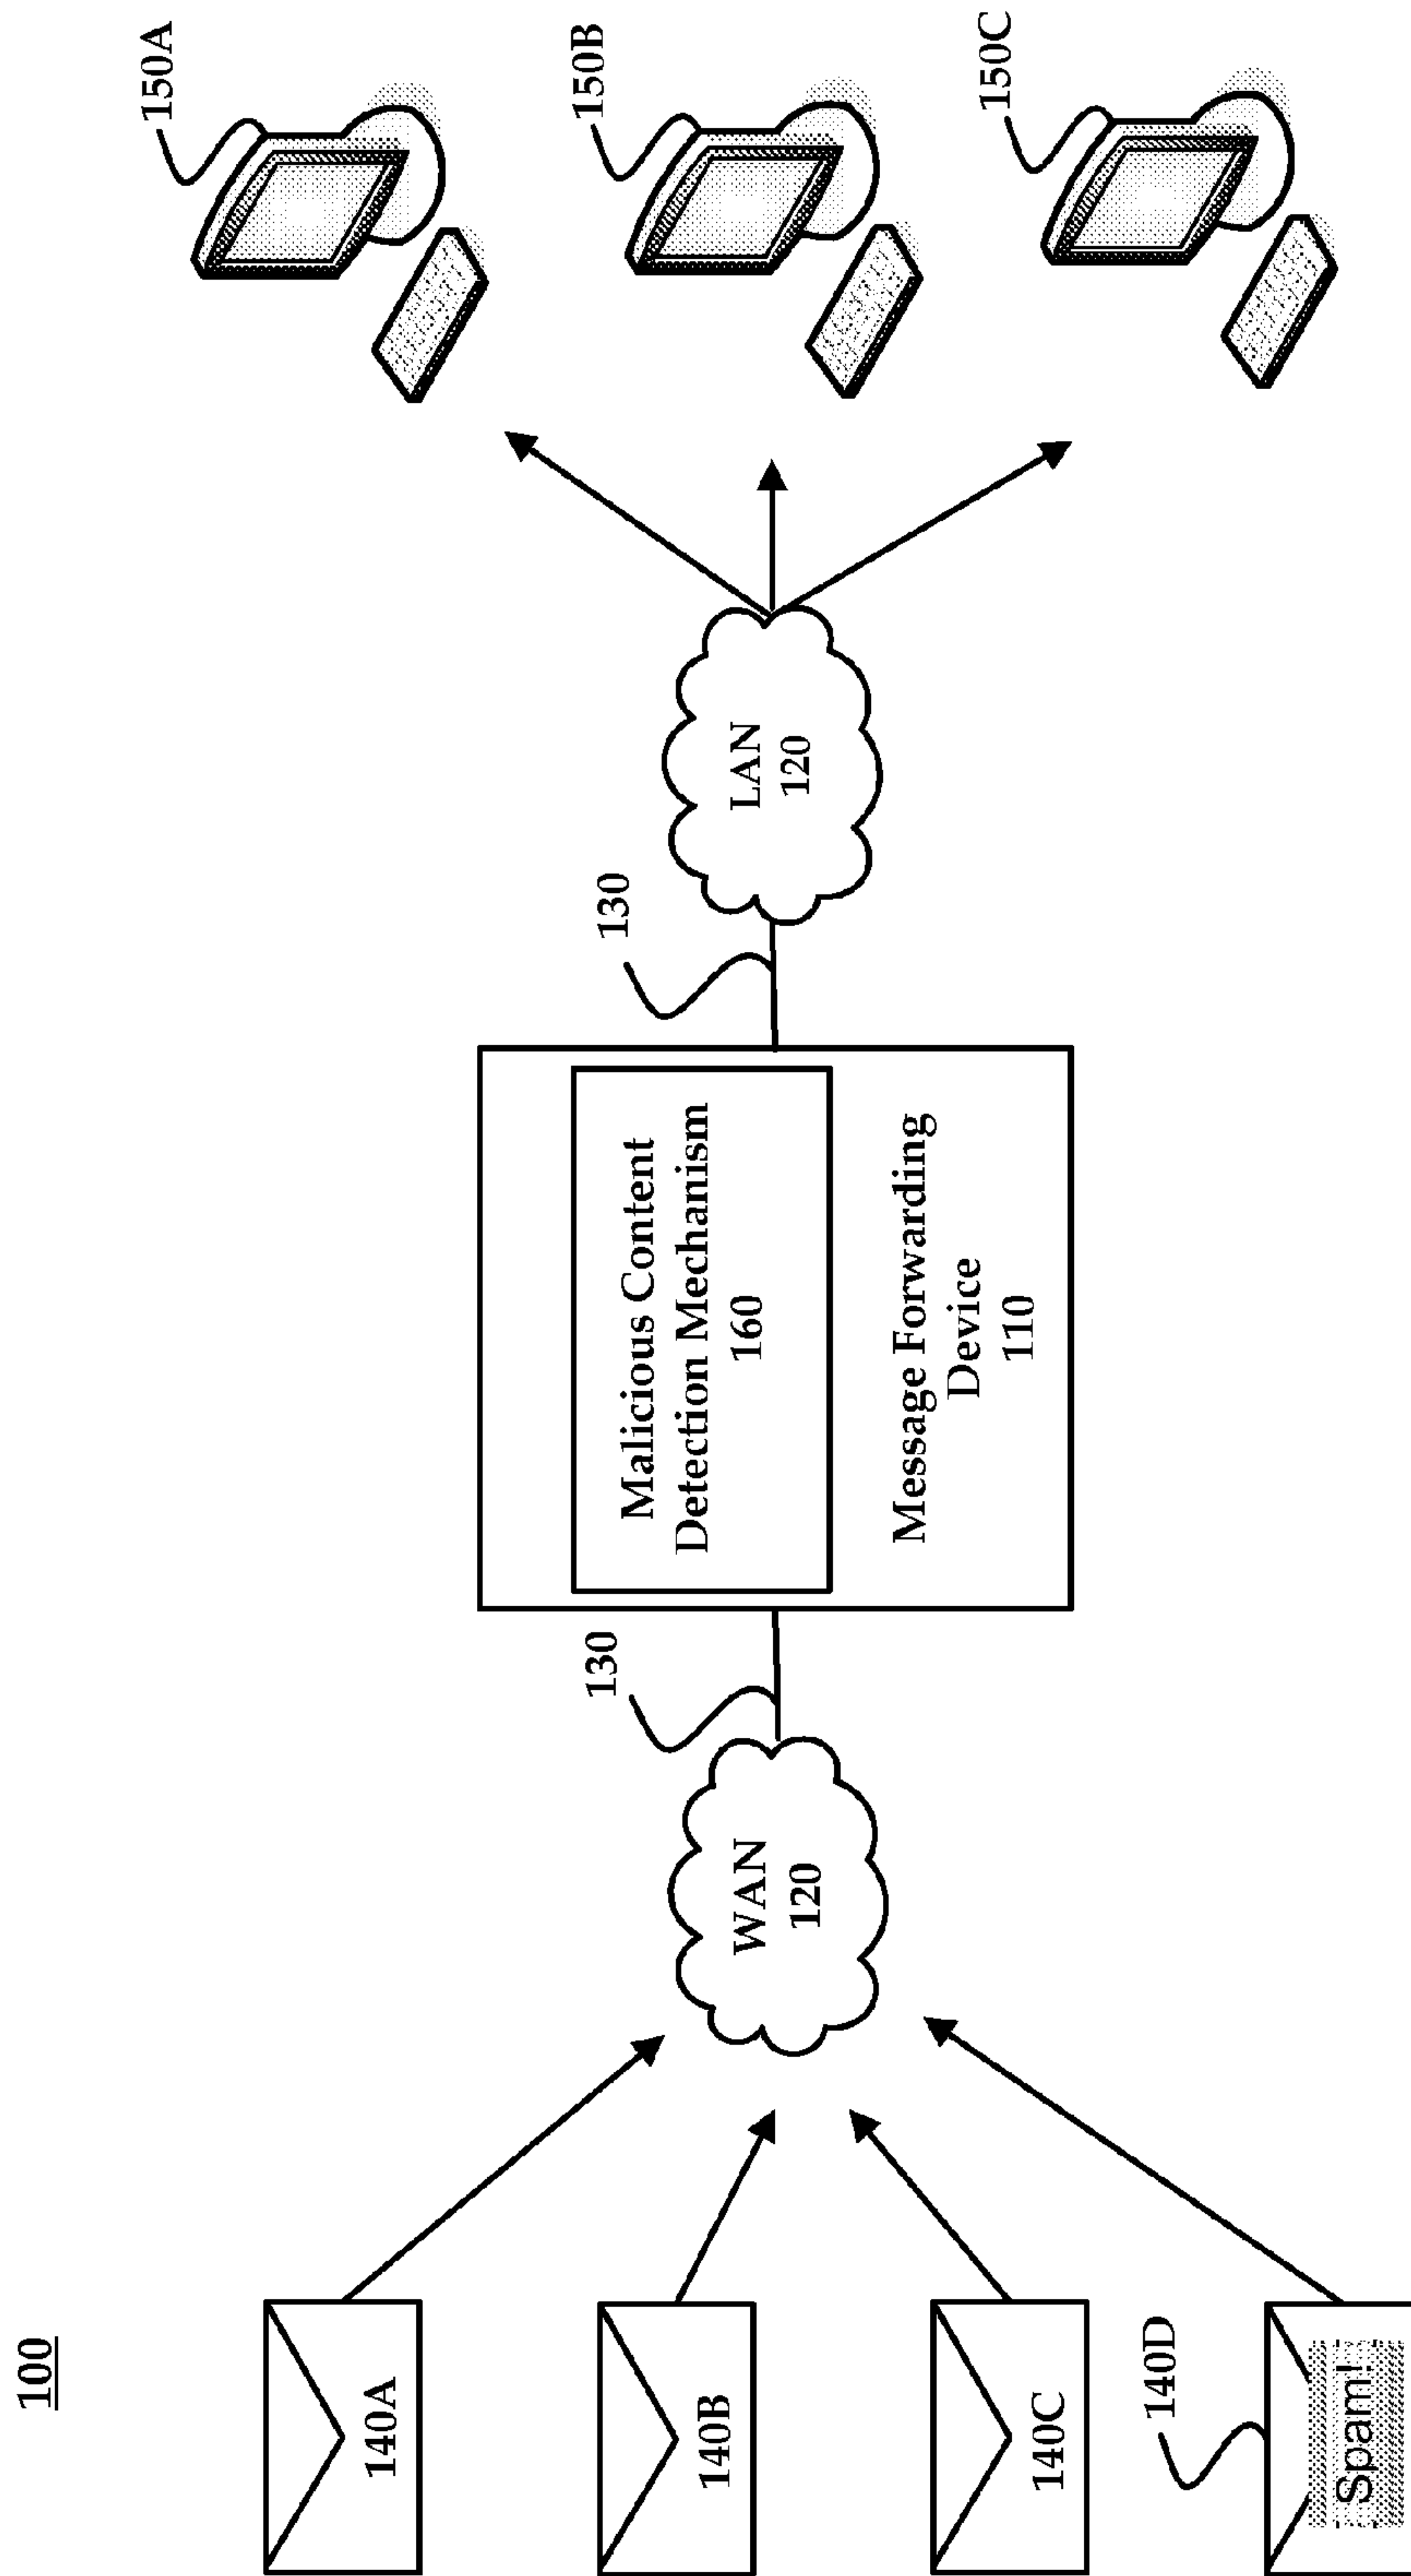 100
140A
140B
140C
140D
Spam!
WAN
120
130
Malicious Content
Detection Mechanism
160
Message Forwarding
Device
110
130
LAN
120
150A
150B
150C